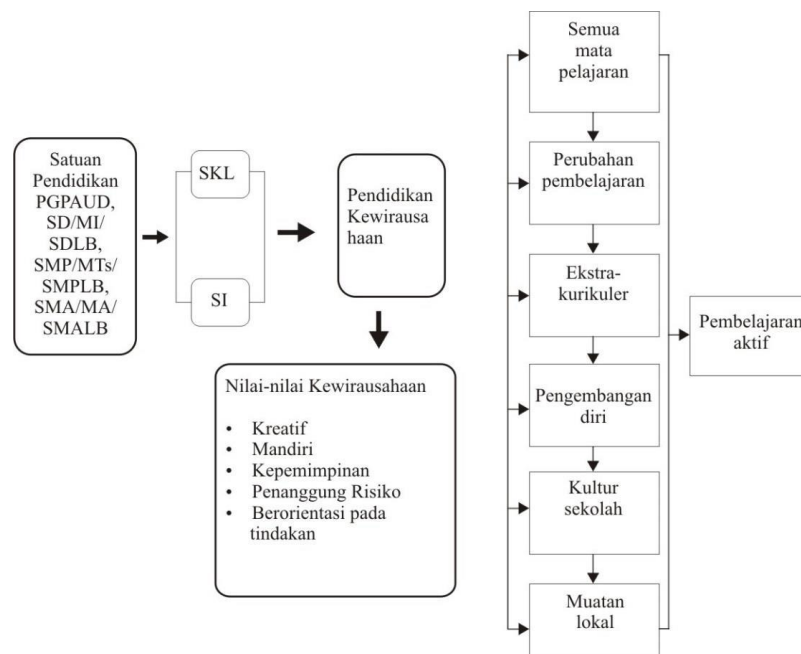 Satuan
Pendidikan
PGPAUD,
SD/MI/
SDLB,
SMP/MTs/
SMPLB,
SMA/MA/
SMALB
SKL
SI
Pendidikan
Kewirausa
haan
Nilai-nilai Kewirausahaan
• Kreatif
• Mandiri
• Kepemimpinan
• Penanggung Risiko
• Berorientasi pada
tindakan
Semua
mata
pelajaran
Perubahan
pembelajaran
Ekstra-
kurikuler
Pengembangan
diri
Kultur
sekolah
Muatan
lokal
Pembelajaran
aktif